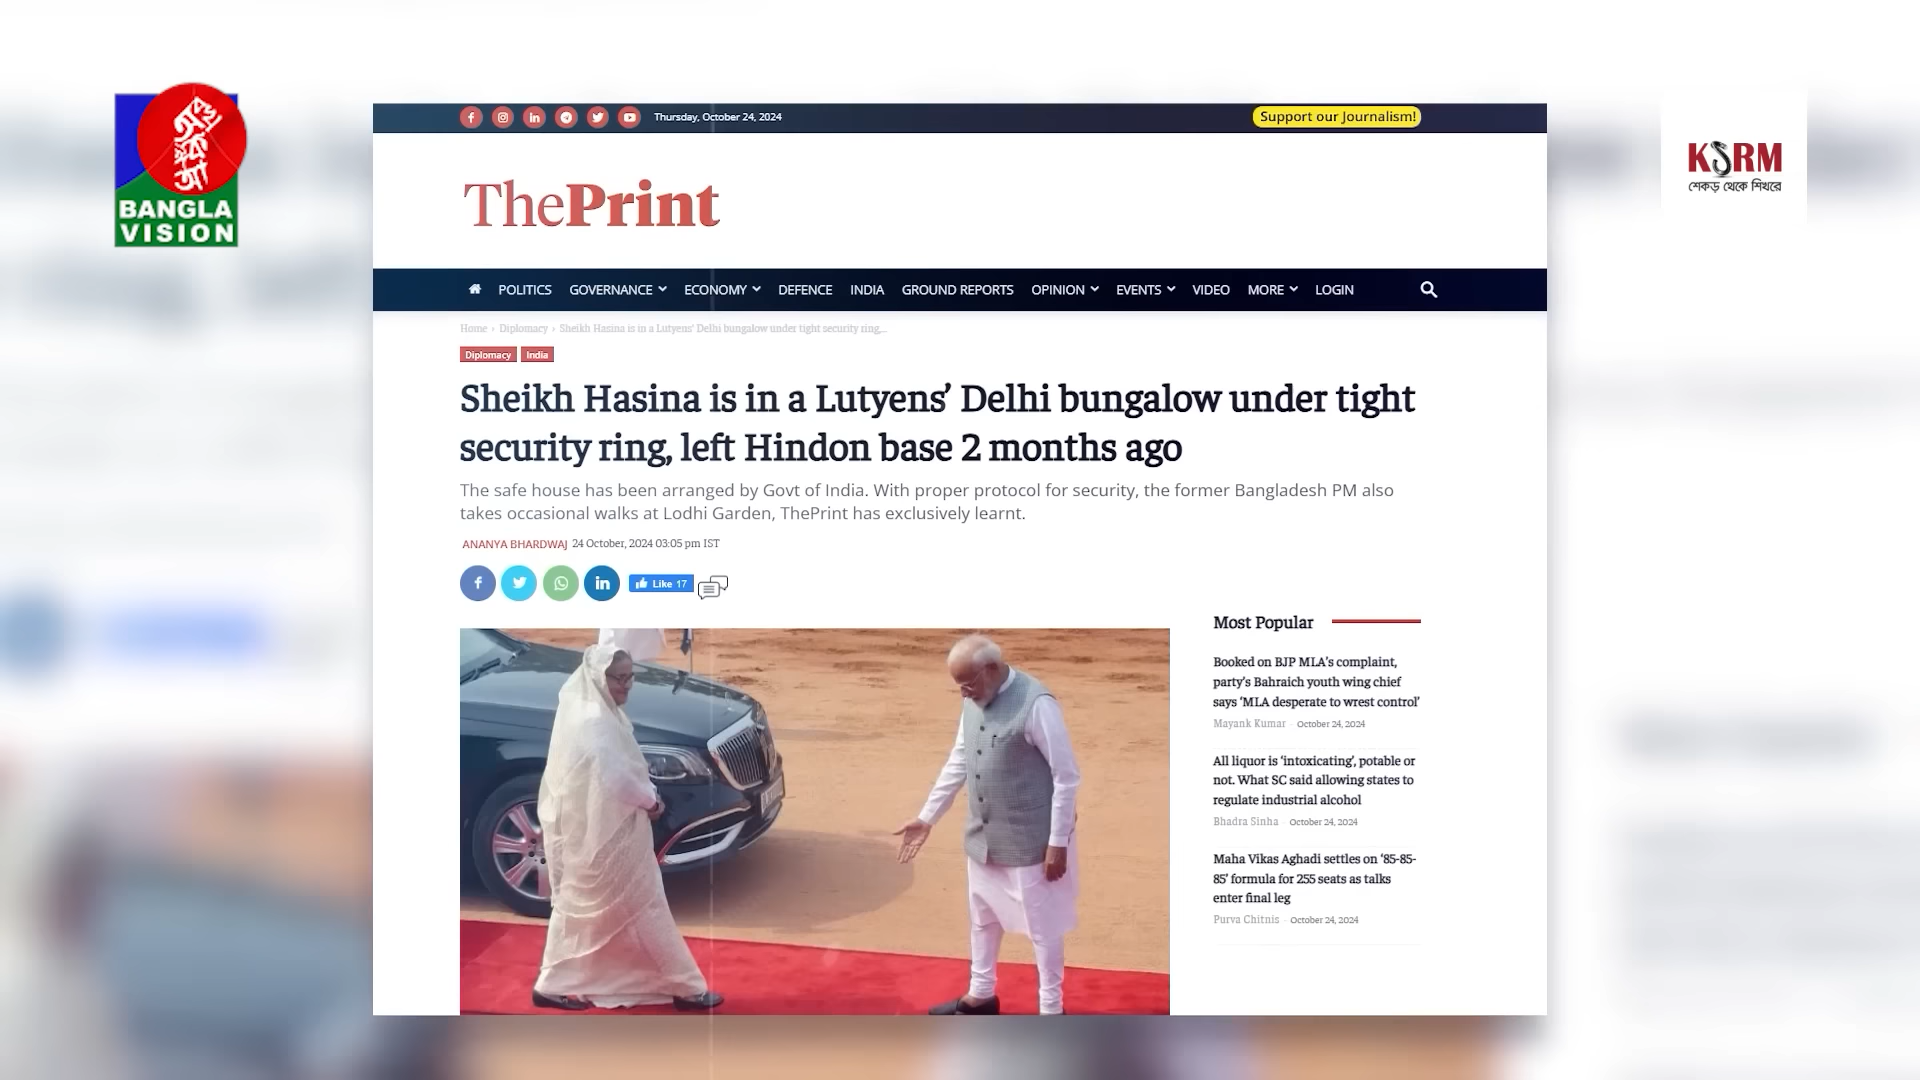 সংবাদ
BANGLA
VISION
KSRM
শেকড় থেকে শিখরে
Thursday, October 24, 2024
Support our Journalism!
ThePrint
POLITICS GOVERNANCE ECONOMY DEFENCE INDIA GROUND REPORTS OPINION EVENTS VIDEO MORE LOGIN
Home › Diplomacy › Sheikh Hasina is in a Lutyens' Delhi bungalow under tight security ring,...
Diplomacy India
Sheikh Hasina is in a Lutyens' Delhi bungalow under tight
security ring, left Hindon base 2 months ago
The safe house has been arranged by Govt of India. With proper protocol for security, the former Bangladesh PM also
takes occasional walks at Lodhi Garden, ThePrint has exclusively learnt.
ANANYA BHARDWAJ 24 October, 2024 03:05 pm IST
Like 17
Most Popular
Booked on BJP MLA's complaint,
party's Bahraich youth wing chief
says 'MLA desperate to wrest control'
Mayank Kumar - October 24, 2024
All liquor is 'intoxicating', potable or
not. What SC said allowing states to
regulate industrial alcohol
Bhadra Sinha - October 24, 2024
Maha Vikas Aghadi settles on '85-85-
85' formula for 255 seats as talks
enter final leg
Purva Chitnis - October 24, 2024